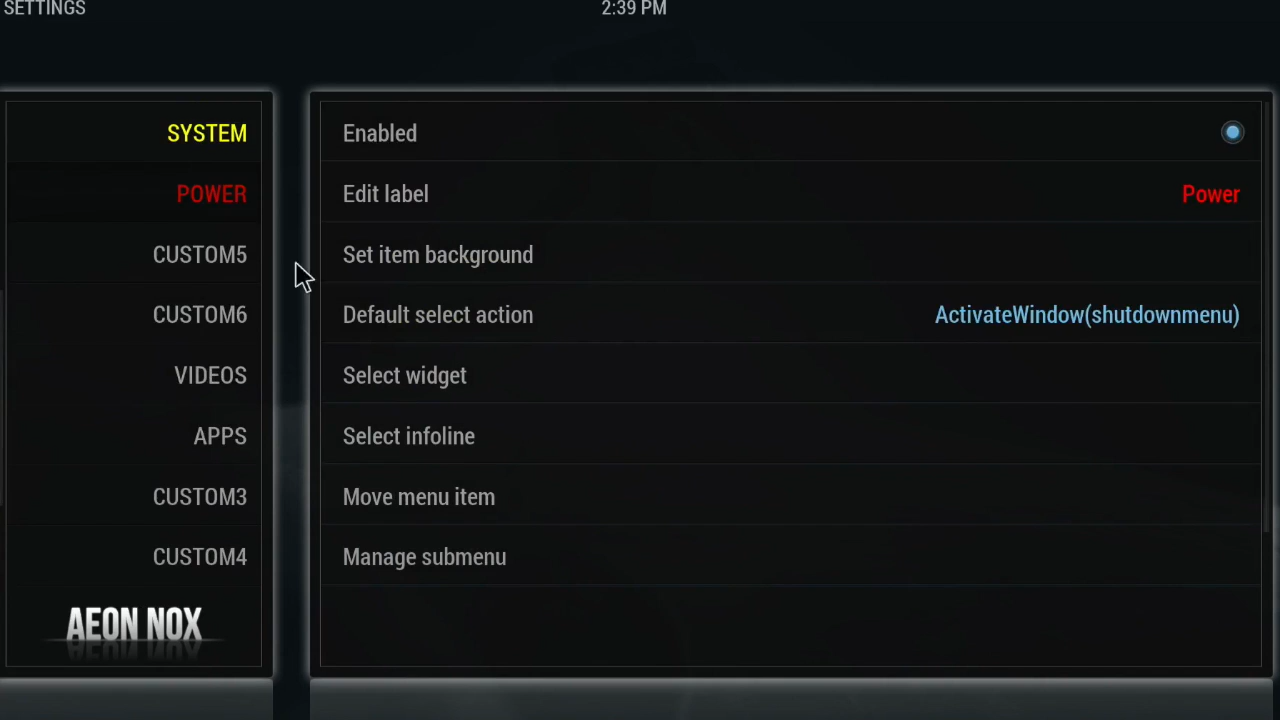 SETTINGS
2:39 PM
SYSTEM
POWER
CUSTOM5
CUSTOM6
VIDEOS
APPS
CUSTOM3
CUSTOM4
AEON NOX
Enabled
Edit label Power
Set item background
Default select action ActivateWindow(shutdownmenu)
Select widget
Select infoline
Move menu item
Manage submenu